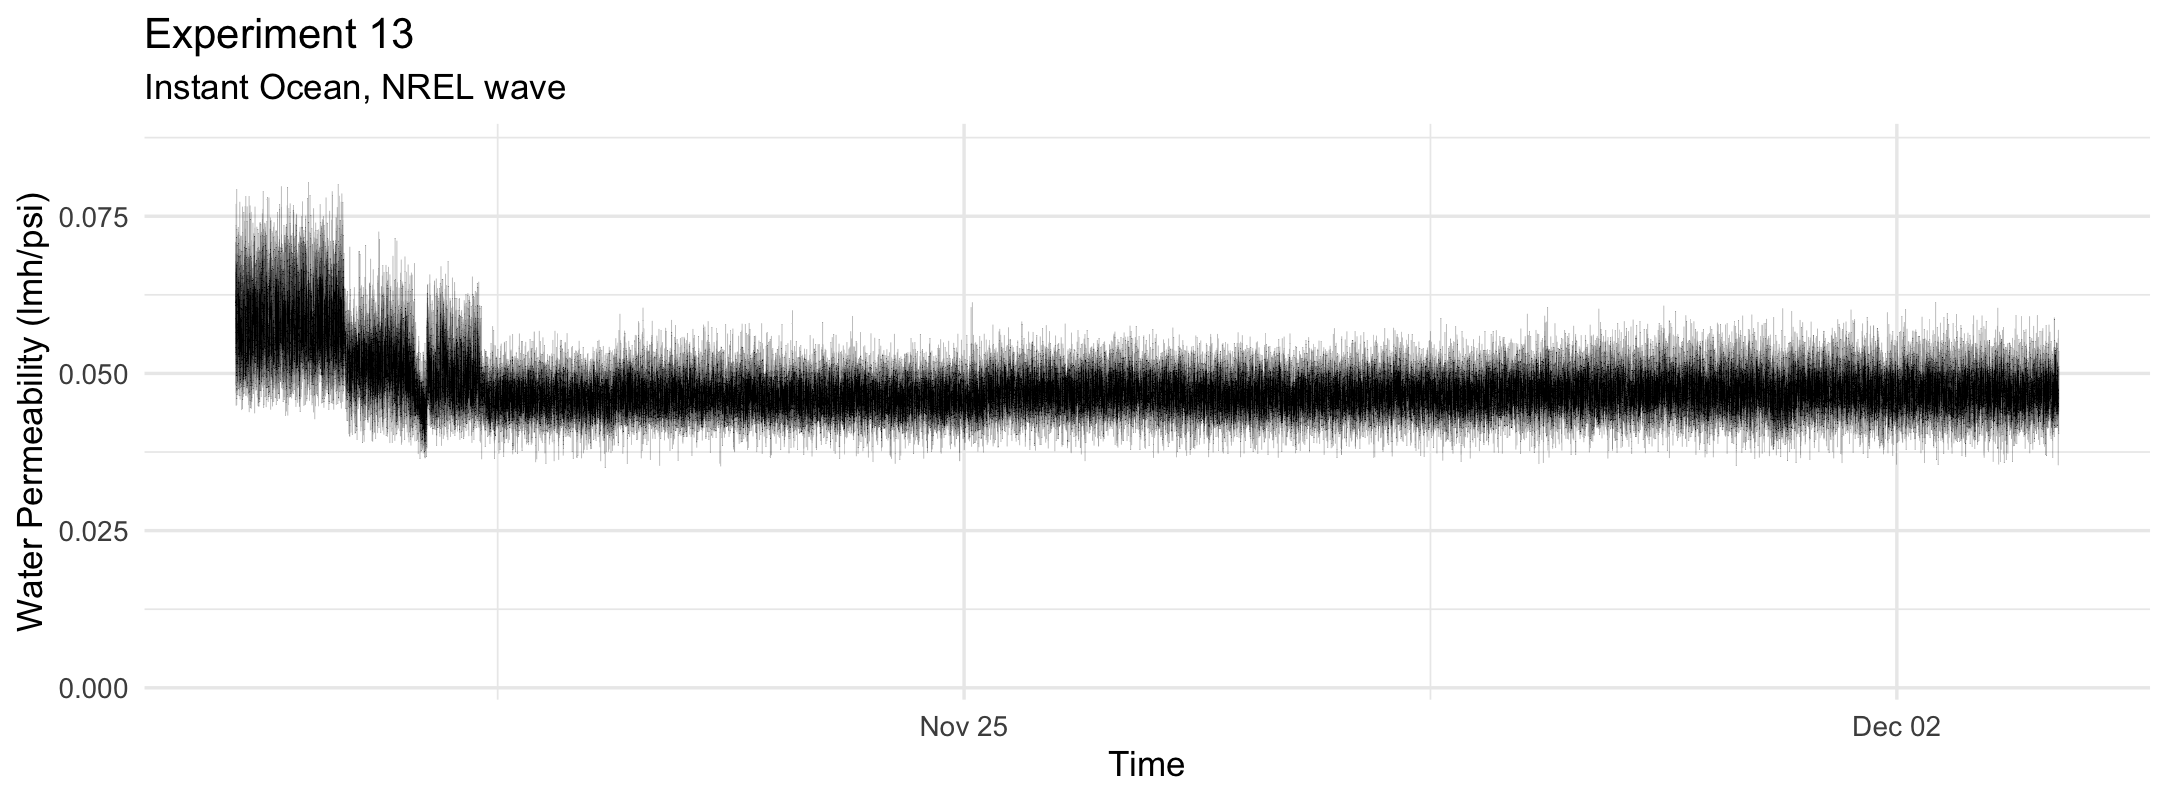 Experiment 13
Instant Ocean, NREL wave
Water Permeability (lmh/psi)
0.075
0.050
0.025
0.000
Nov 25
Dec 02
Time